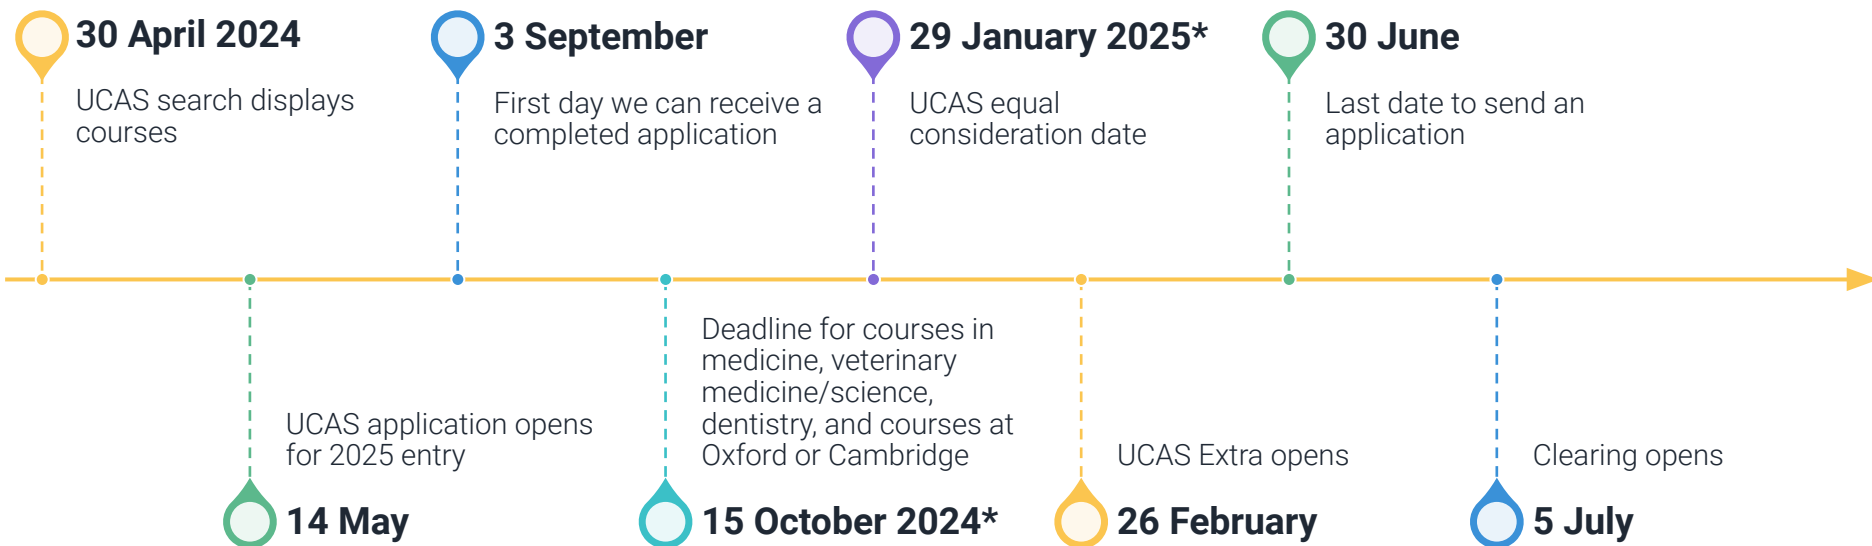 30 April 2024
UCAS search displays
courses
3 September
First day we can receive a
completed application
29 January 2025*
UCAS equal
consideration date
30 June
Last date to send an
application
UCAS application opens
for 2025 entry
14 May
Deadline for courses in
medicine, veterinary
medicine/science,
dentistry, and courses at
Oxford or Cambridge
15 October 2024*
UCAS Extra opens
26 February
Clearing opens
5 July